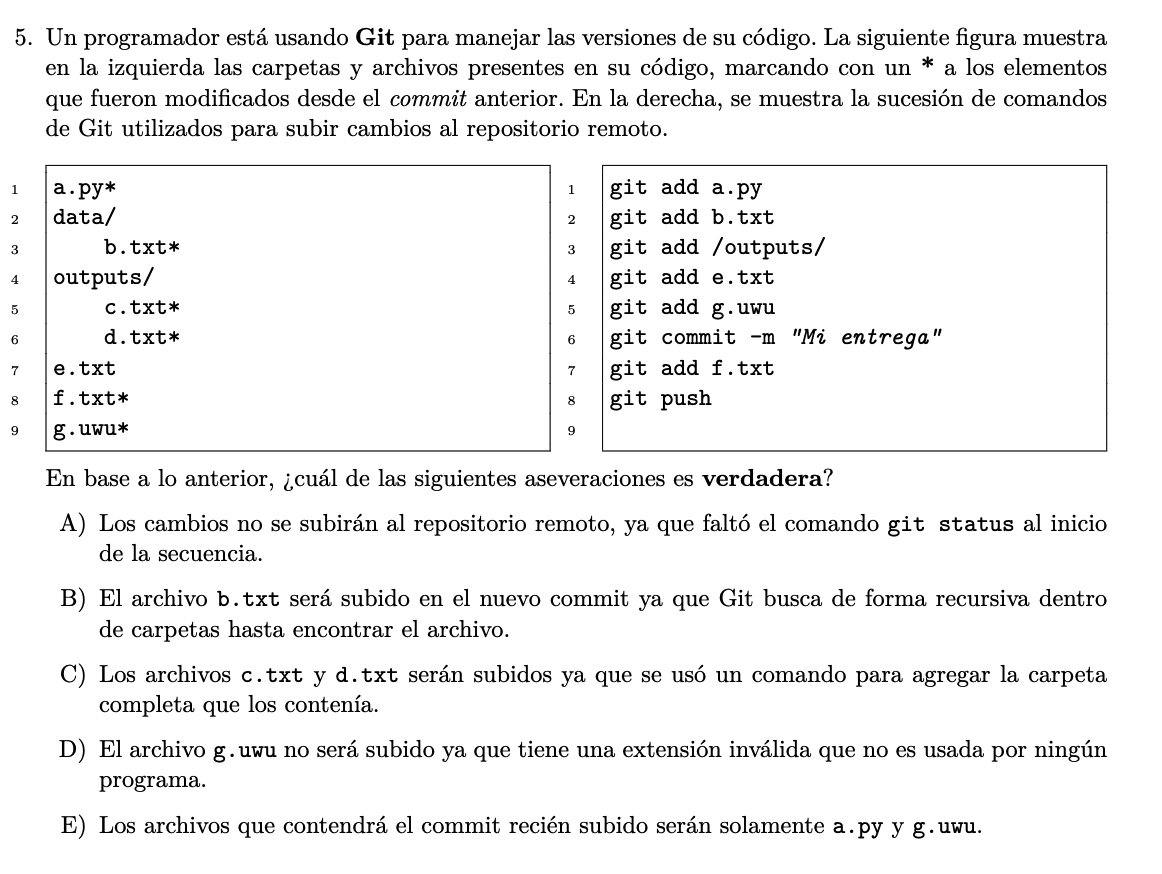 5. Un programador está usando Git para manejar las versiones de su código. La siguiente figura muestra
en la izquierda las carpetas y archivos presentes en su código, marcando con un * a los elementos
que fueron modificados desde el commit anterior. En la derecha, se muestra la sucesión de comandos
de Git utilizados para subir cambios al repositorio remoto.
1 a.py*
2 data/
3     b.txt*
4 outputs/
5     c.txt*
6     d.txt*
7 e.txt
8 f.txt*
9 g.uwu*
1 git add a.py
2 git add b.txt
3 git add /outputs/
4 git add e.txt
5 git add g.uwu
6 git commit -m "Mi entrega"
7 git add f.txt
8 git push
9
En base a lo anterior, ¿cuál de las siguientes aseveraciones es verdadera?
A) Los cambios no se subirán al repositorio remoto, ya que faltó el comando git status al inicio
de la secuencia.
B) El archivo b.txt será subido en el nuevo commit ya que Git busca de forma recursiva dentro
de carpetas hasta encontrar el archivo.
C) Los archivos c.txt y d.txt serán subidos ya que se usó un comando para agregar la carpeta
completa que los contenía.
D) El archivo g.uwu no será subido ya que tiene una extensión inválida que no es usada por ningún
programa.
E) Los archivos que contendrá el commit recién subido serán solamente a.py y g.uwu.